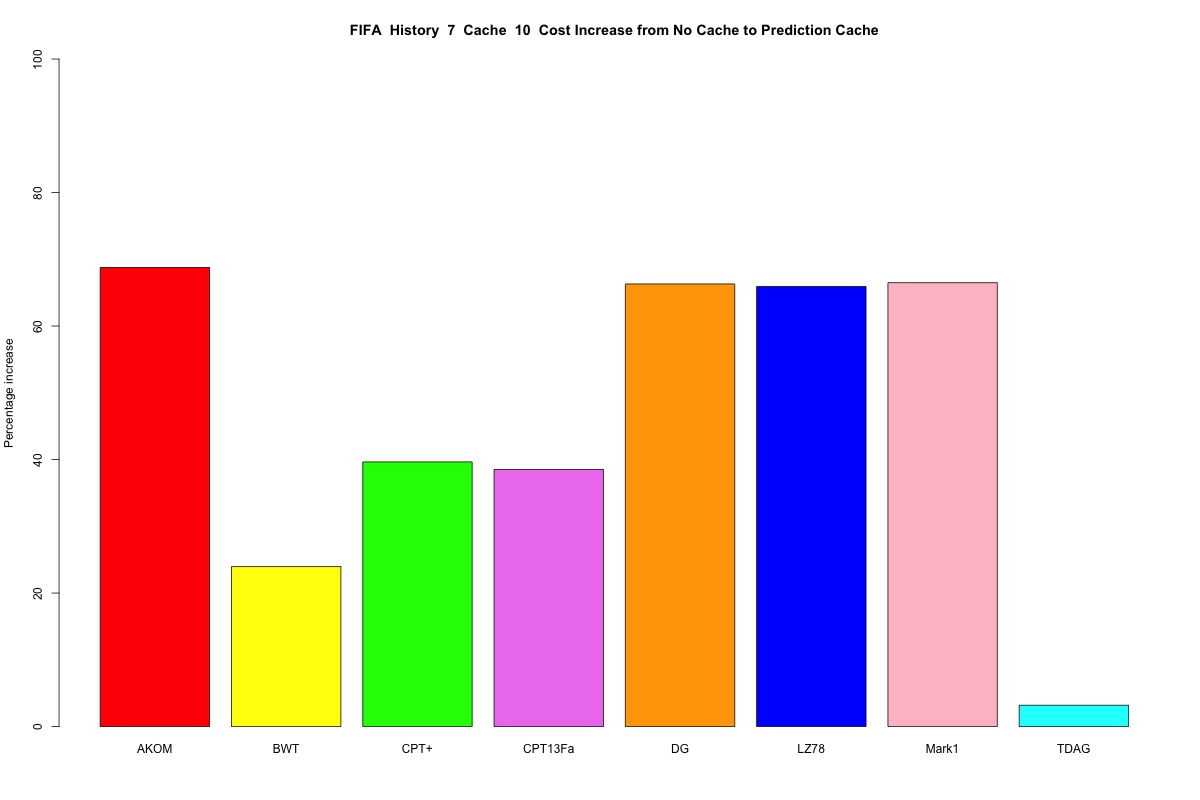 FIFA  History  7  Cache  10  Cost Increase from No Cache to Prediction Cache
Percentage increase
100
80
60
40
20
0
AKOM BWT CPT+ CPT13Fa DG LZ78 Mark1 TDAG